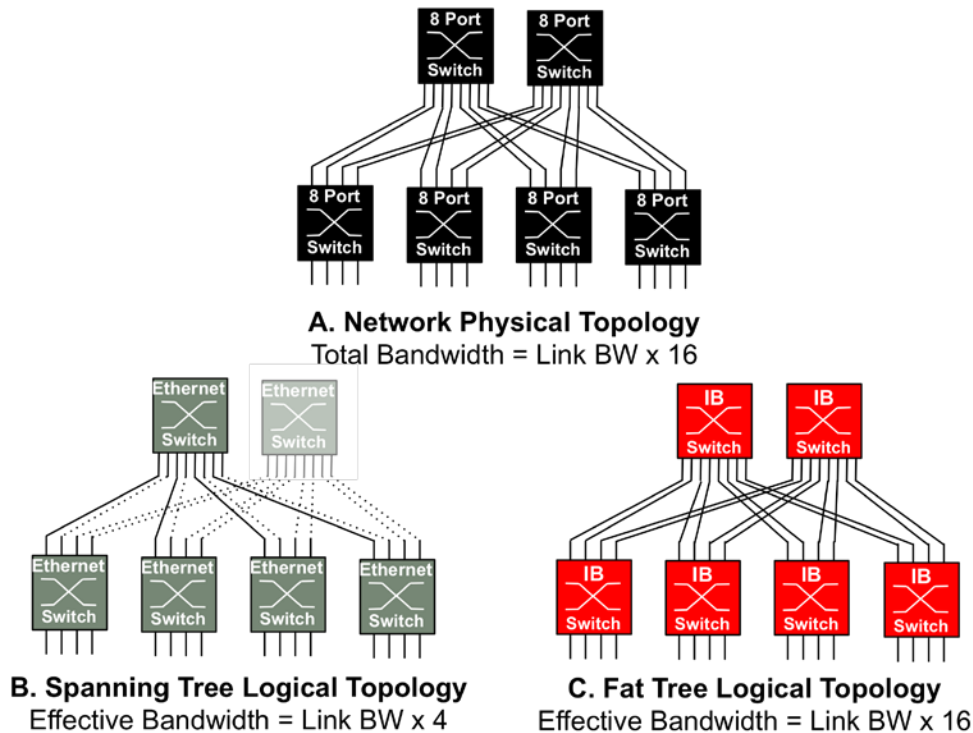 8 Port
Switch
8 Port
Switch
8 Port
Switch
8 Port
Switch
8 Port
Switch
8 Port
Switch
A. Network Physical Topology
Total Bandwidth = Link BW x 16
Ethernet
Switch
Ethernet
Switch
Ethernet
Switch
Ethernet
Switch
Ethernet
Switch
Ethernet
Switch
B. Spanning Tree Logical Topology
Effective Bandwidth = Link BW x 4
IB
Switch
IB
Switch
IB
Switch
IB
Switch
IB
Switch
IB
Switch
C. Fat Tree Logical Topology
Effective Bandwidth = Link BW x 16